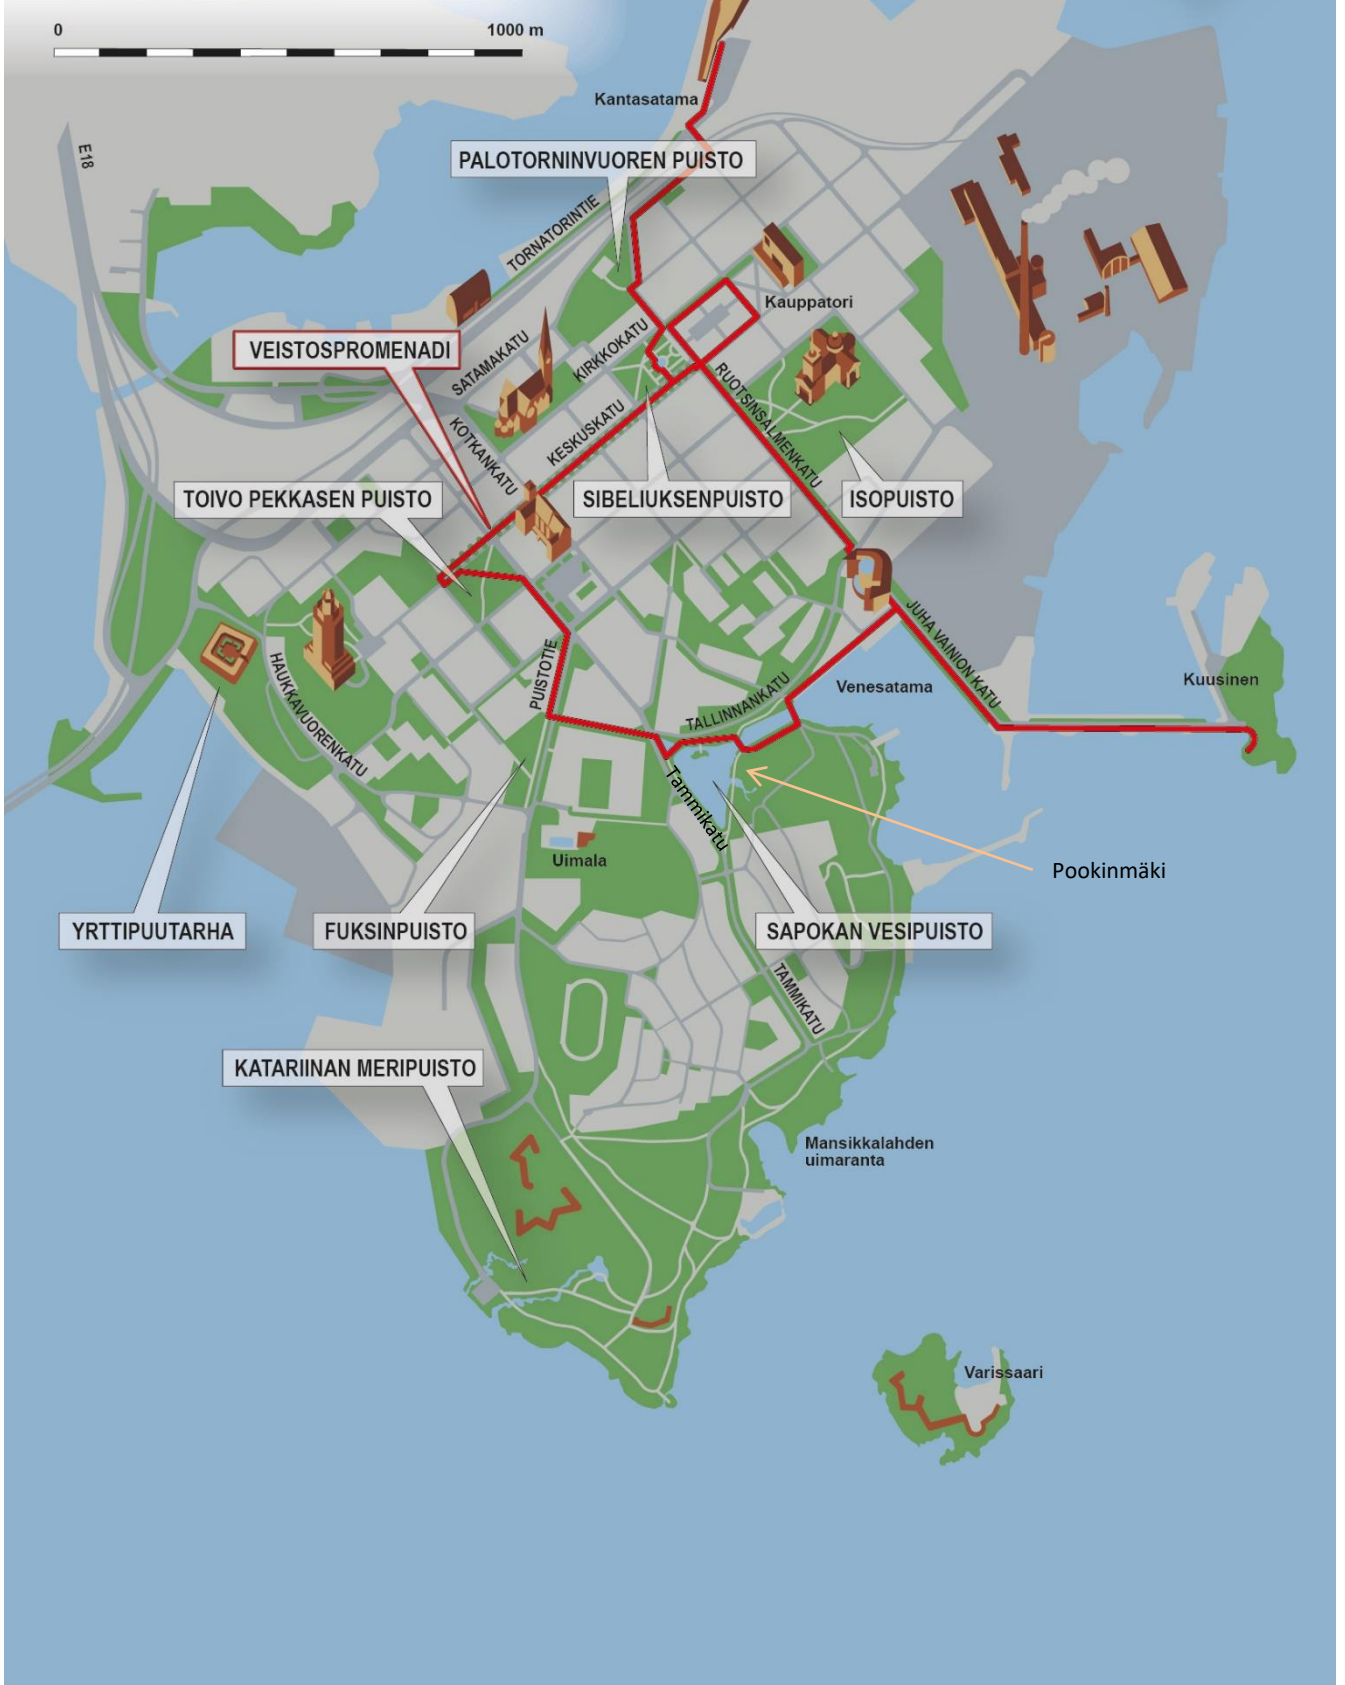 0
1000 m
Kantasatama
E18
PALOTORNINVUOREN PUISTO
TORNATORINTIE
Kauppatori
VEISTOSPROMENADI
SATAMAKATU
KIRKKOKATU
RUOTSINSALMENKATU
KOTKANKATU
KESKUSKATU
TOIVO PEKKASEN PUISTO
SIBELIUKSENPUISTO
ISOPUISTO
JUHA VAINION KATU
Kuusinen
HAUKKAVUORENKATU
PUISTOTIE
TALLINNANKATU
Venesatama
Tammikatu
Uimala
Pookinmäki
YRTTIPUUTARHA
FUKSINPUISTO
SAPOKAN VESIPUISTO
TAMMIKATU
KATARIINAN MERIPUISTO
Mansikkalahden
uimaranta
Varissaari